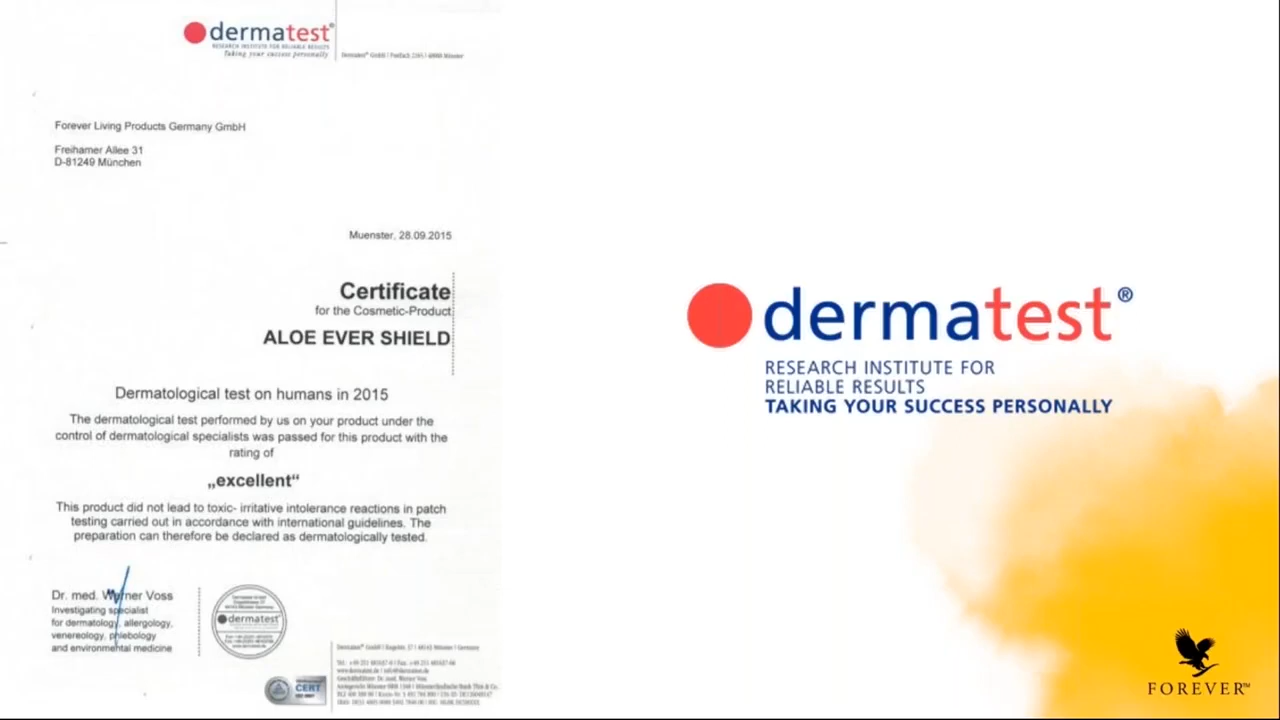 dermatest®
RESEARCH INSTITUTE FOR RELIABLE RESULTS
Taking your success personally
Forever Living Products Germany GmbH
Freihamer Allee 31
D-81249 München
Muenster, 28.09.2015
Certificate
for the Cosmetic-Product
ALOE EVER SHIELD
Dermatological test on humans in 2015
The dermatological test performed by us on your product under the
control of dermatological specialists was passed for this product with the
rating of
„excellent“
This product did not lead to toxic- irritative intolerance reactions in patch
testing carried out in accordance with international guidelines. The
preparation can therefore be declared as dermatologically tested.
Dr. med. Werner Voss
Investigating specialist
for dermatology, allergology,
venereology, phlebology
and environmental medicine
dermatest
CERT
dermatest®
RESEARCH INSTITUTE FOR
RELIABLE RESULTS
TAKING YOUR SUCCESS PERSONALLY
FOREVER™